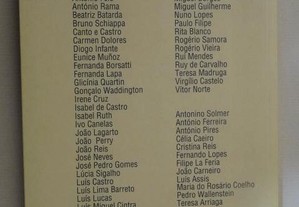 António Rama
Beatriz Batarda
Bruno Schiappa
Canto e Castro
Carmen Dolores
Diogo Infante
Eunice Muñoz
Fernanda Borsatti
Fernanda Lapa
Glicínia Quartin
Gonçalo Waddington
Irene Cruz
Isabel de Castro
Isabel Ruth
Ivo Canelas
João Lagarto
João Perry
João Reis
José Neves
José Pedro Gomes
Lúcia Sigalho
Luís Castro
Luís Lima Barreto
Luís Lucas
Luís Miguel Cintra
Miguel Guilherme
Nuno Lopes
Paulo Filipe
Rita Blanco
Rogério Samora
Rogério Vieira
Rui Mendes
Ruy de Carvalho
Teresa Madruga
Virgílio Castelo
Vítor Norte
Antonino Solmer
António Ferreira
António Pires
Célia Caeiro
Cristina Reis
Fernando Lopes
Filipe La Féria
João Carneiro
Luís Assis
Maria do Rosário Coelho
Pedro Wallenstein
Teresa Arriaga